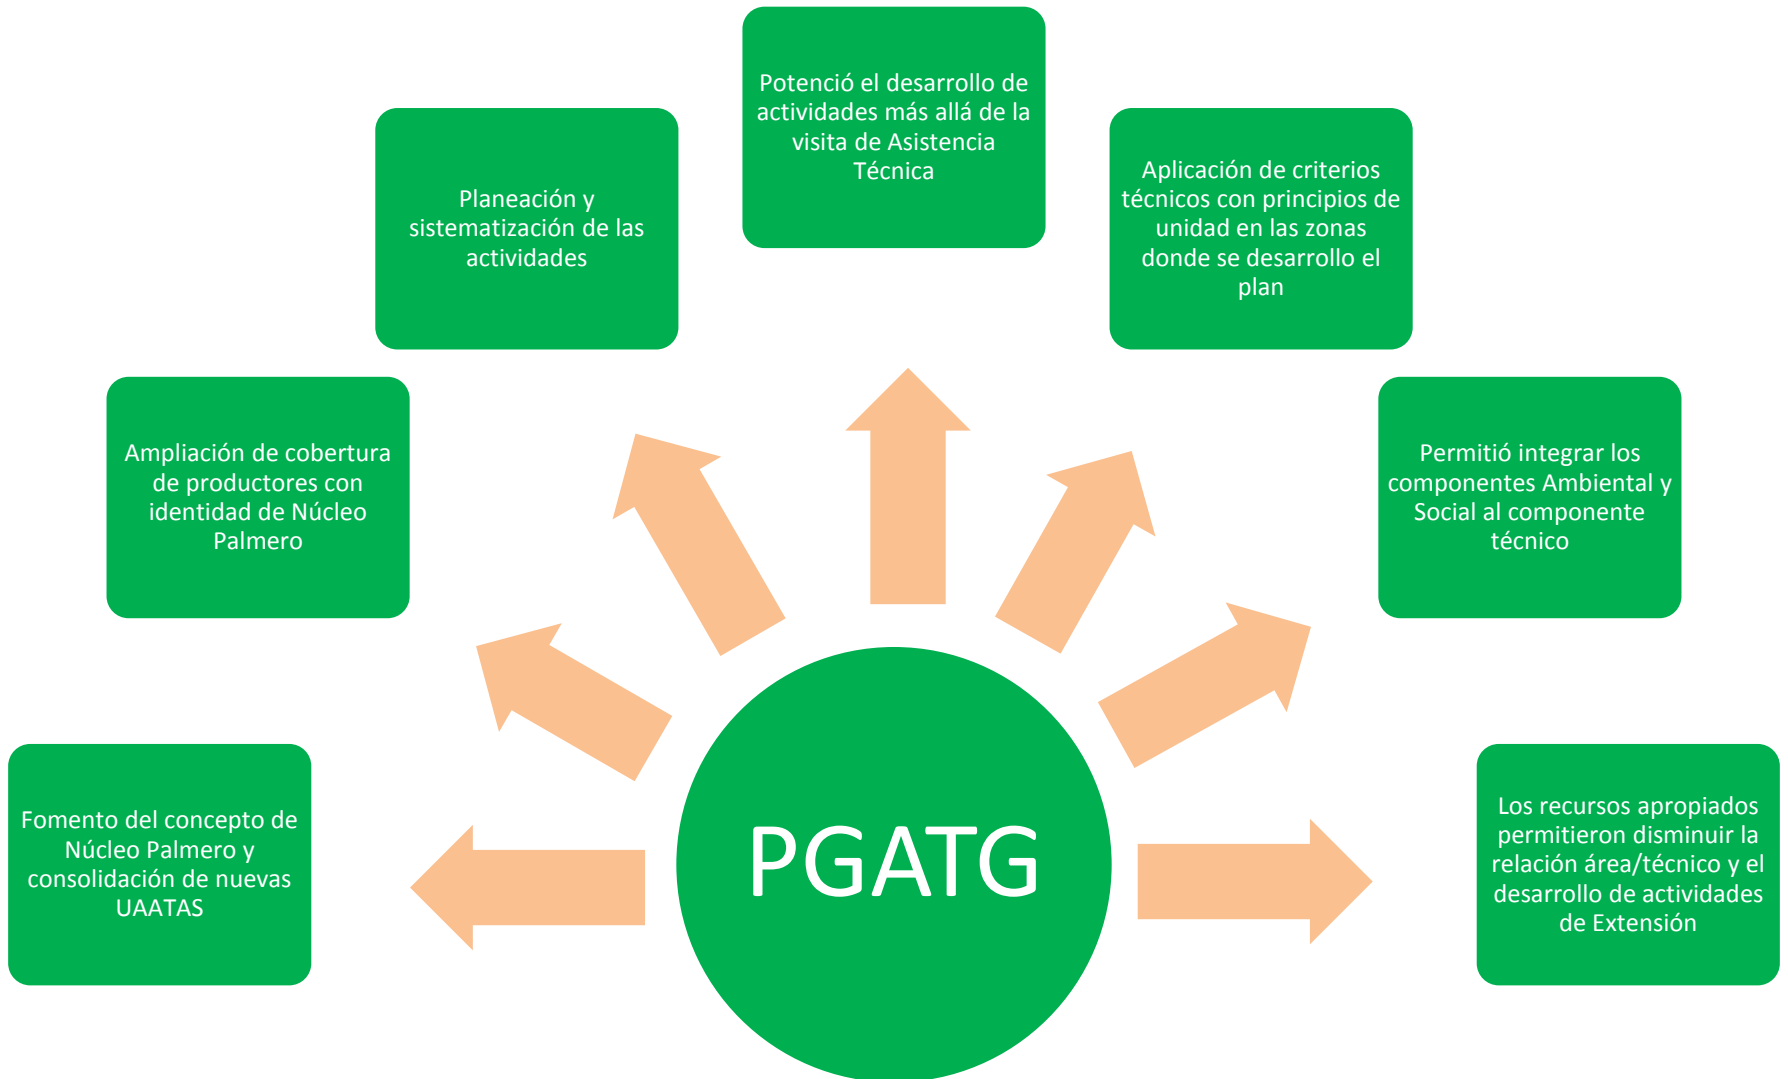 Potenció el desarrollo de
actividades más allá de la
visita de Asistencia
Técnica
Planeación y
sistematización de las
actividades
Aplicación de criterios
técnicos con principios de
unidad en las zonas
donde se desarrollo el
plan
Ampliación de cobertura
de productores con
identidad de Núcleo
Palmero
Permitió integrar los
componentes Ambiental y
Social al componente
técnico
Fomento del concepto de
Núcleo Palmero y
consolidación de nuevas
UAATAS
PGATG
Los recursos apropiados
permitieron disminuir la
relación área/técnico y el
desarrollo de actividades
de Extensión